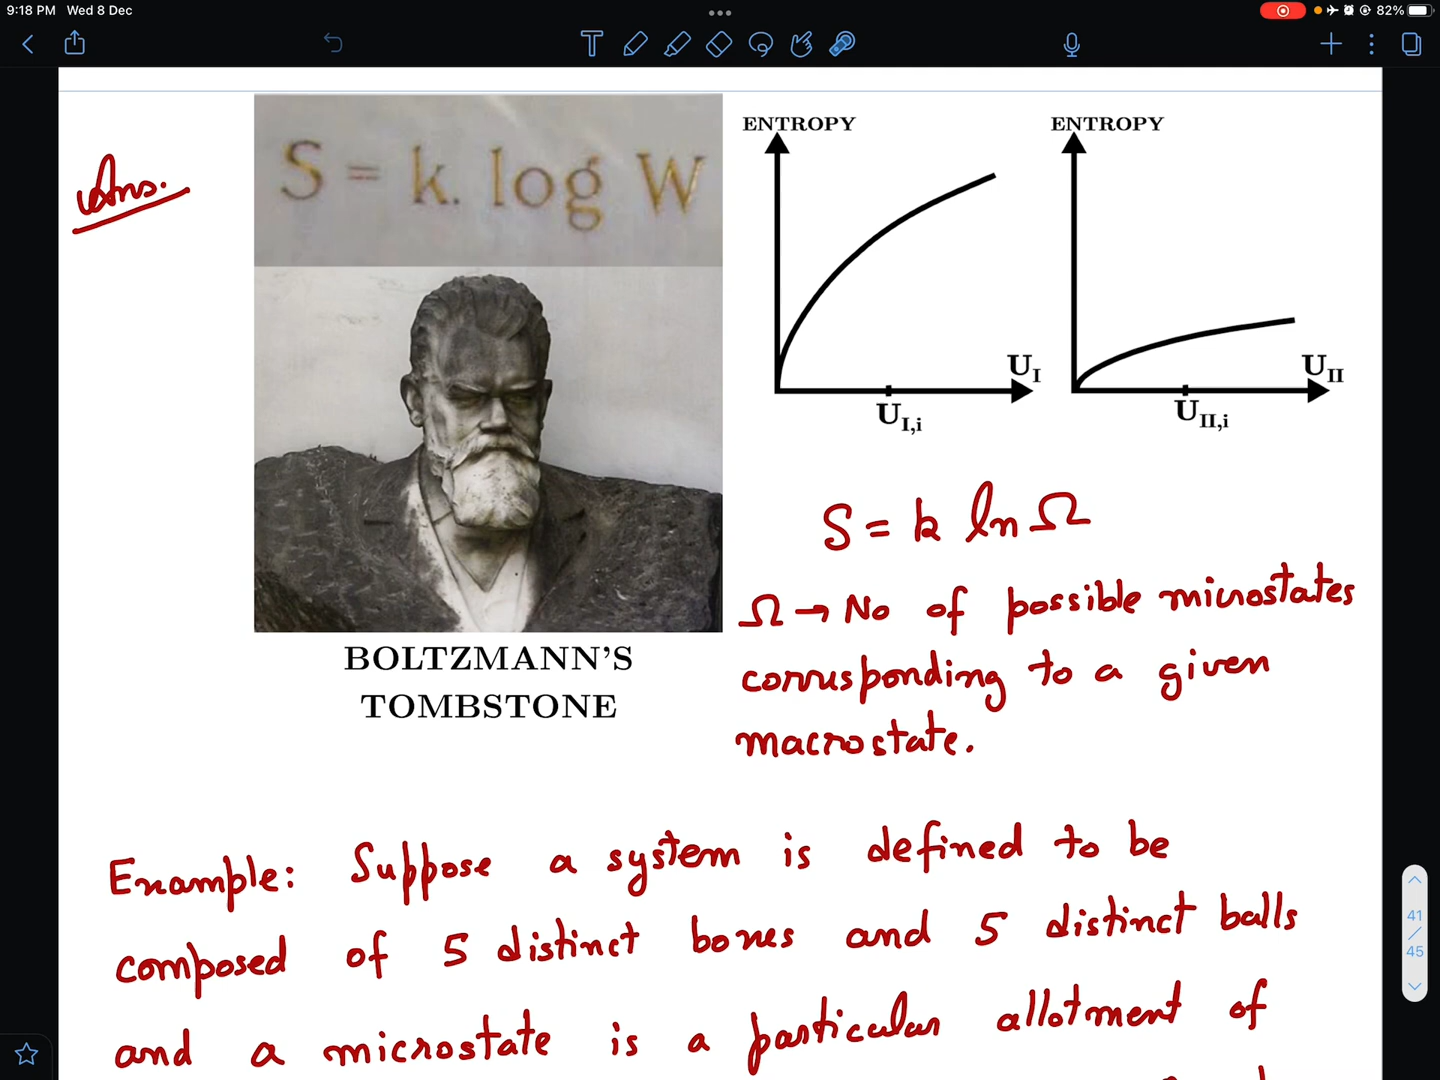 9:18 PM Wed 8 Dec
82%
Ans.
S = k. log W
BOLTZMANN'S
TOMBSTONE
ENTROPY
U_I
U_I,i
ENTROPY
U_II
U_II,i
S = k ln Ω
Ω → No of possible microstates
corresponding to a given
macrostate.
Example: Suppose a system is defined to be
composed of 5 distinct boxes and 5 distinct balls
and a microstate is a particular allotment of
41
/
45